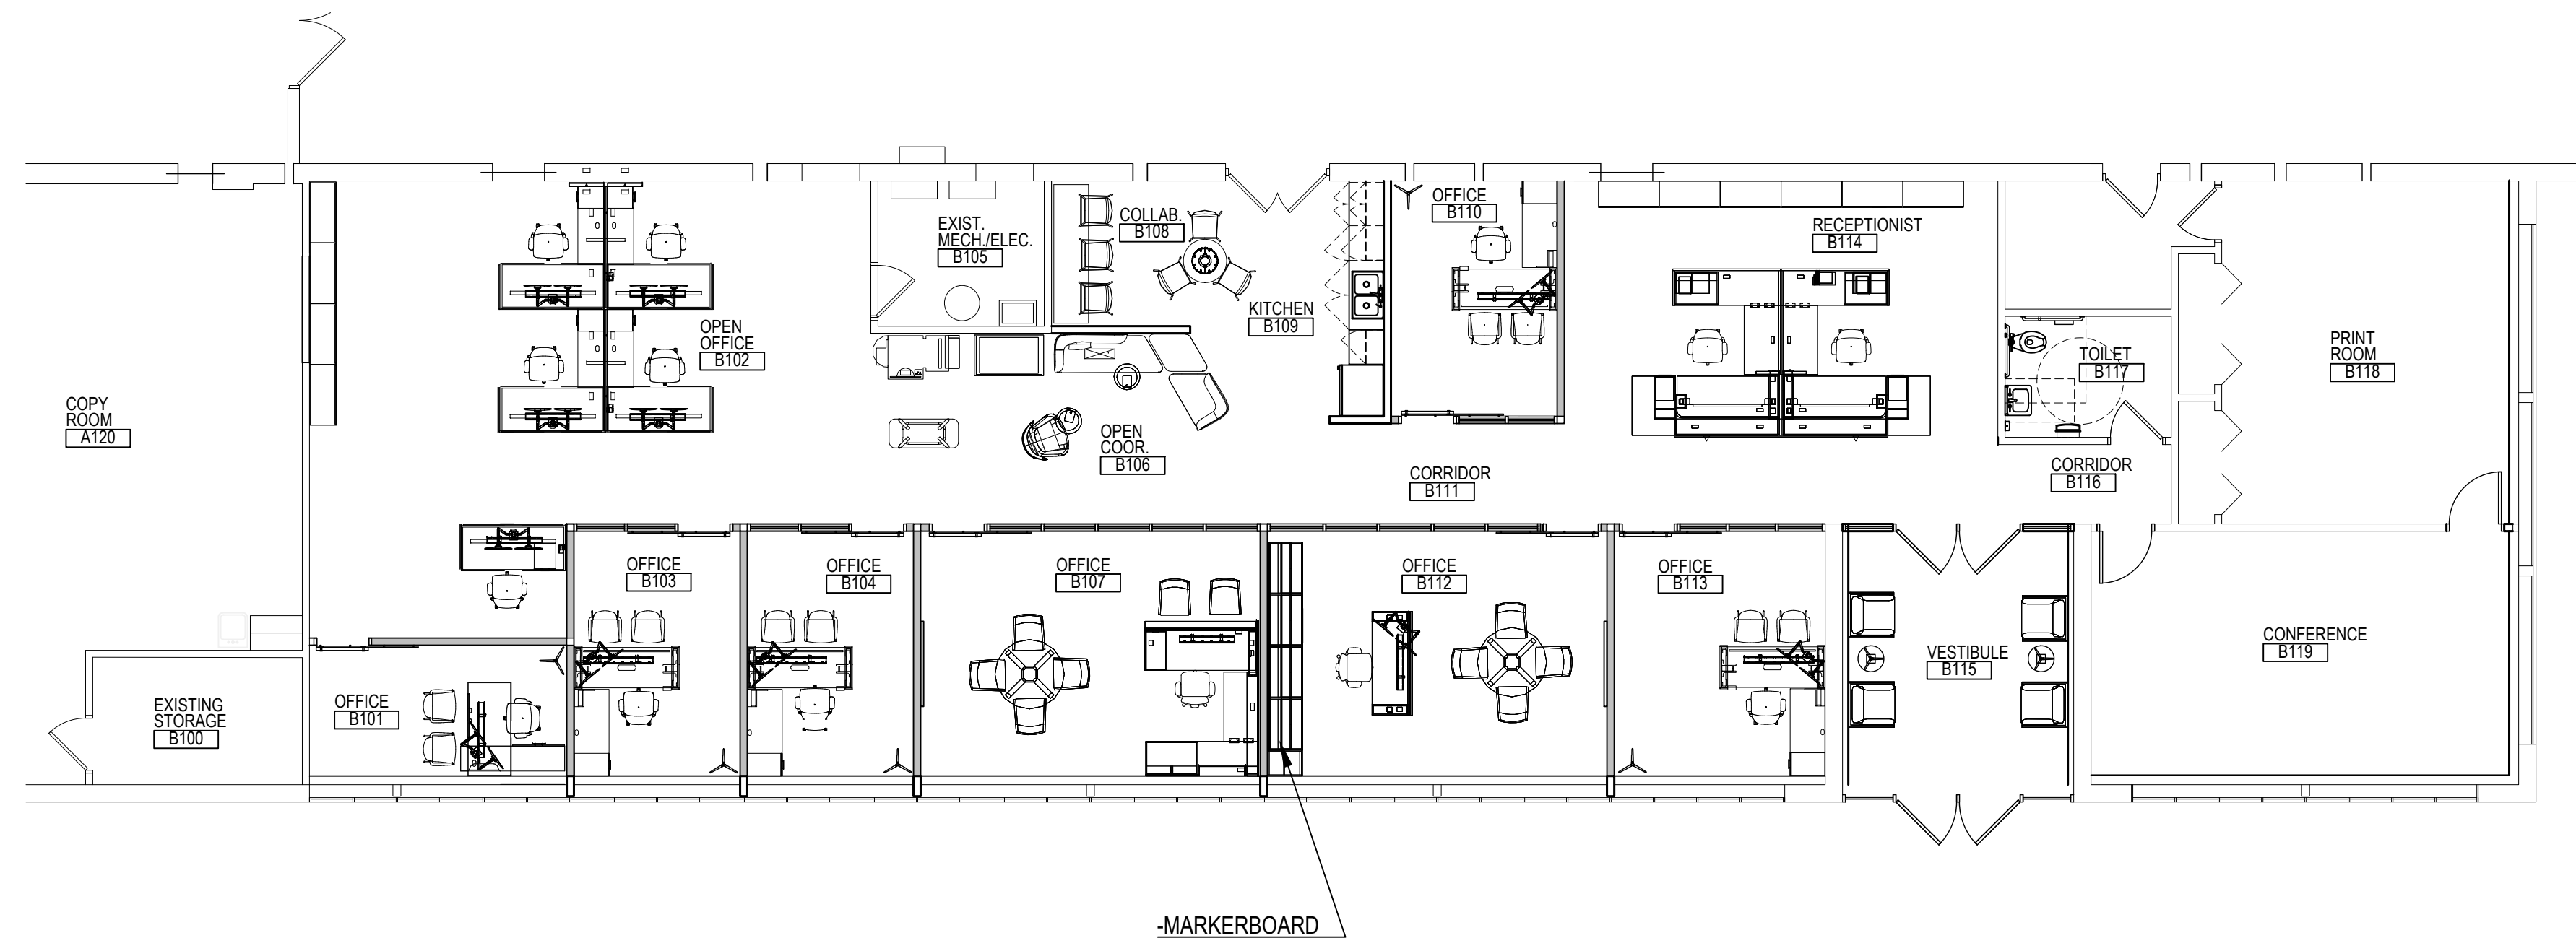 OFFICE
B110
COLLAB.
B108
EXIST.
MECH./ELEC.
B105
RECEPTIONIST
B114
KITCHEN
B109
OPEN
OFFICE
B102
PRINT
ROOM
B118
TOILET
B117
COPY
ROOM
A120
OPEN
COOR.
B106
CORRIDOR
B111
CORRIDOR
B116
OFFICE
B103
OFFICE
B104
OFFICE
B107
OFFICE
B112
OFFICE
B113
CONFERENCE
B119
VESTIBULE
B115
OFFICE
B101
EXISTING
STORAGE
B100
-MARKERBOARD